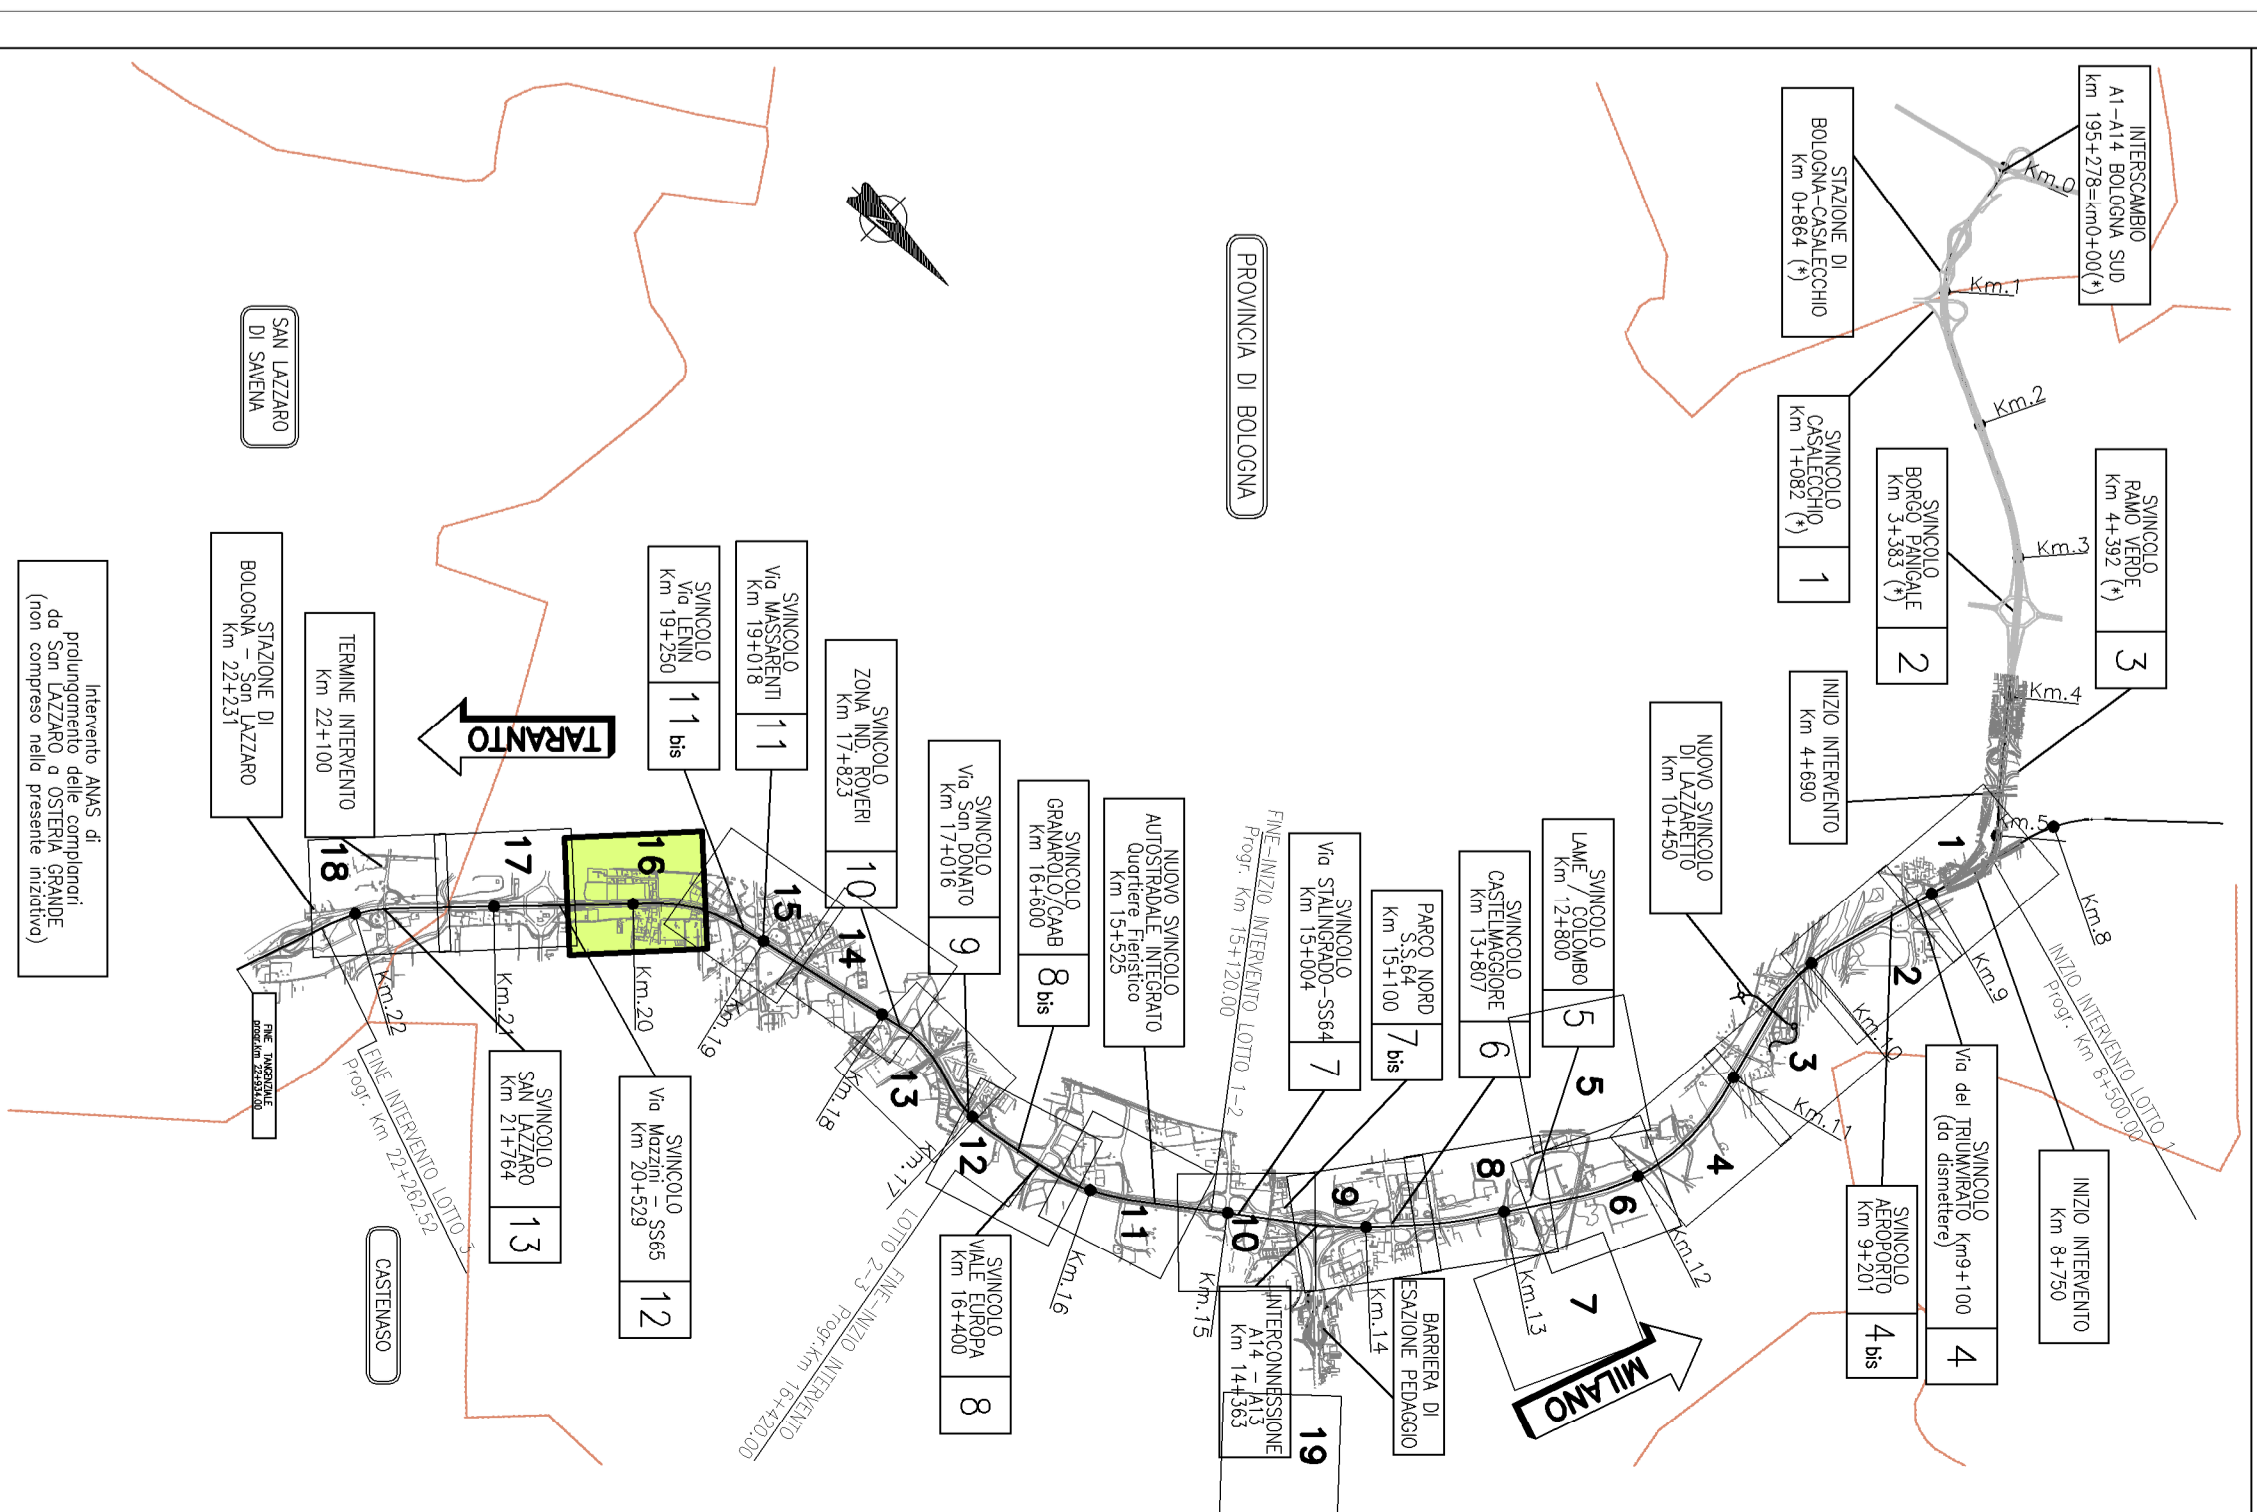 INTERSCAMBIO
A1-A14 BOLOGNA SUD
km 195+278=km0+00(*)
STAZIONE DI
BOLOGNA-CASALECCHIO
Km 0+864 (*)
SVINCOLO
CASALECCHIO
Km 1+082 (*)
1
SVINCOLO
BORGO PANIGALE
Km 3+383 (*)
2
SVINCOLO
RAMO VERDE
Km 4+392 (*)
3
INIZIO INTERVENTO
Km 4+690
Km.0
Km.1
Km.2
Km.3
Km.4
Km.5
Km.8
Km.9
Km.10
Km.11
Km.12
Km.13
Km.14
Km.15
Km.16
Km.17
Km.18
Km.19
Km.20
Km.21
Km.22
PROVINCIA DI BOLOGNA
SAN LAZZARO
DI SAVENA
CASTENASO
NUOVO SVINCOLO
DI LAZZARETTO
Km 10+450
SVINCOLO
LAME / COLOMBO
Km 12+800
5
SVINCOLO
CASTELMAGGIORE
Km 13+807
6
PARCO NORD
S.S.64
Km 15+100
7 bis
SVINCOLO
Via STALINGRADO-SS64
Km 15+004
7
NUOVO SVINCOLO
AUTOSTRADALE INTEGRATO
Quartiere Fieristico
Km 15+525
SVINCOLO
GRANAROLO/CAAB
Km 16+600
8 bis
SVINCOLO
Via San DONATO
Km 17+016
9
SVINCOLO
ZONA IND. ROVERI
Km 17+823
10
SVINCOLO
Via MASSARENTI
Km 19+018
11
SVINCOLO
Via LENIN
Km 19+250
11 bis
TARANTO
TERMINE INTERVENTO
Km 22+100
STAZIONE DI
BOLOGNA - San LAZZARO
Km 22+231
Intervento ANAS di
prolungamento delle complanari
da San LAZZARO a OSTERIA GRANDE
(non compreso nella presente iniziativa)
FINE TANGENZIALE
progr.Km 22+934.00
INIZIO INTERVENTO LOTTO 1
Progr. Km 8+500.00
FINE-INIZIO INTERVENTO LOTTO 1-2
Progr. Km 15+120.00
FINE-INIZIO INTERVENTO
LOTTO 2-3 Progr.Km 16+420.00
FINE INTERVENTO LOTTO 3
Progr. Km 22+262.52
INIZIO INTERVENTO
Km 8+750
SVINCOLO
Via del TRIUMVIRATO Km9+100
(da dismettere)
4
SVINCOLO
AEROPORTO
Km 9+201
4 bis
MILANO
BARRIERA DI
ESAZIONE PEDAGGIO
INTERCONNESSIONE
A14 - A13
Km 14+363
SVINCOLO
VIALE EUROPA
Km 16+400
8
SVINCOLO
Via Mazzini - SS65
Km 20+529
12
SVINCOLO
SAN LAZZARO
Km 21+764
13
1
2
3
4
5
6
7
8
9
10
11
12
13
14
15
16
17
18
19